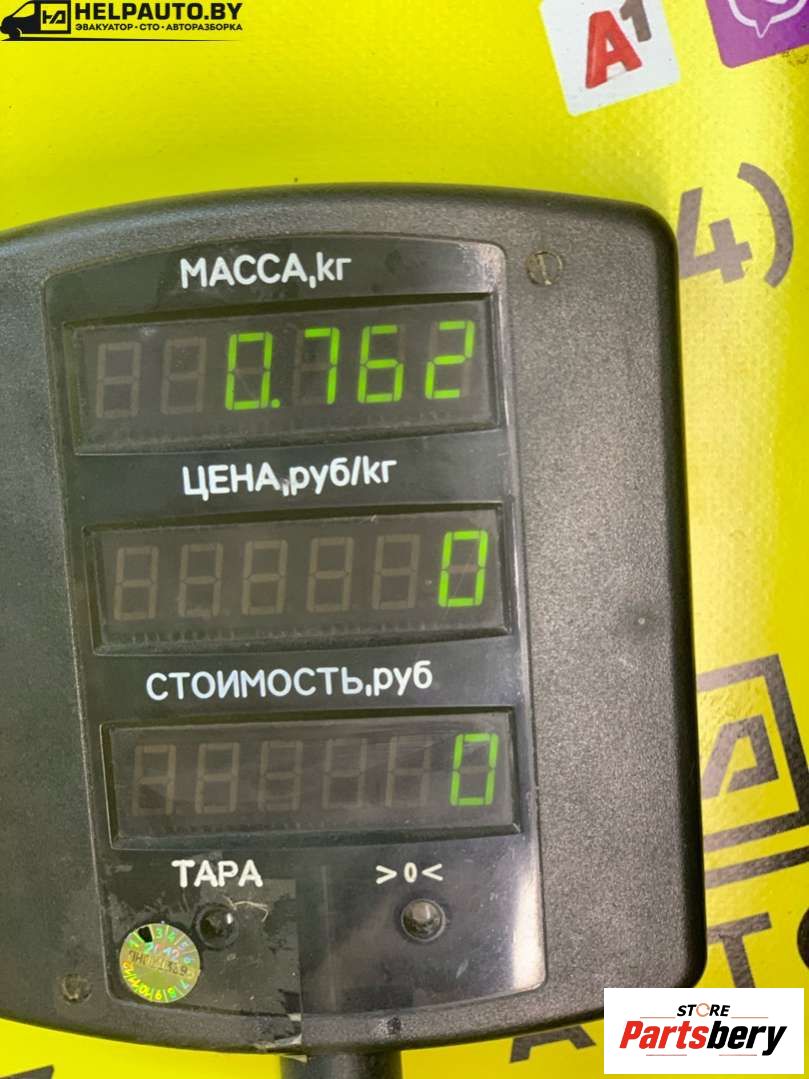 HELPAUTO.BY
ЭВАКУАТОР·СТО·АВТОРАЗБОРКА
A1
4)
МАССА,кг
0.762
ЦЕНА,руб/кг
0
СТОИМОСТЬ,руб
0
ТАРА >0<
STORE
Partsbery